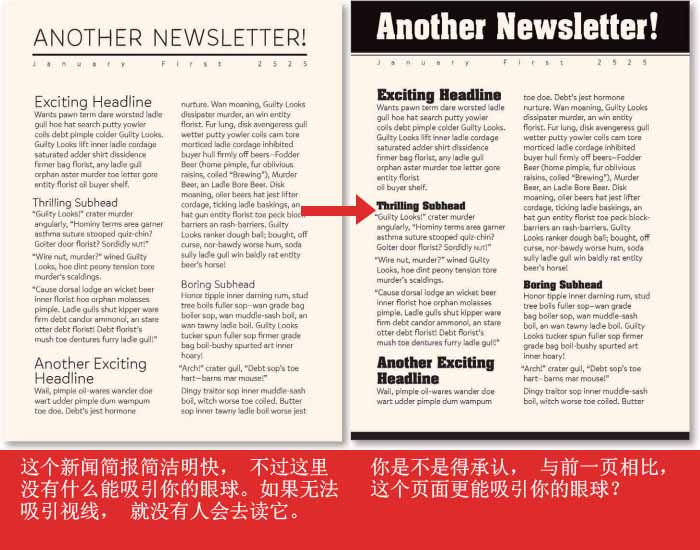 ANOTHER NEWSLETTER!
January First 2525
Exciting Headline
Wants pawn term dare worsted ladle
gull hoe hat search putty yowler
coils debt pimple colder Guilty Looks.
Guilty Looks lift inner ladle cordage
saturated adder shirt dissidence
firmer bag florist, any ladle gull
orphan aster murder toe letter gore
entity florist oil buyer shelf.
Thrilling Subhead
“Guilty Looks!” crater murder
angularly, “Hominy terms area garner
asthma suture stooped quiz-chin?
Goiter door florist? Sordidly NUT!”
“Wire nut, murder?” wined Guilty
Looks, hoe dint peony tension tore
murder's scaldings.
“Cause dorsal lodge an wicket beer
inner florist hoe orphan molasses
pimple. Ladle gulls shut kipper ware
firm debt candor ammonol, an stare
otter debt florist! Debt florist's
mush toe dentures furry ladle gull!”
Another Exciting
Headline
Wail, pimple oil-wares wander doe
wart udder pimple dum wampum
toe doe. Debt's jest hormone
nurture. Wan moaning, Guilty Looks
dissipater murder, an win entity
florist. Fur lung, disk avengeress gull
wetter putty yowler coils cam tore
morticed ladle cordage inhibited
buyer hull firmly off beers—Fodder
Beer (home pimple, fur oblivious
raisins, coiled “Brewing”), Murder
Beer, an Ladle Bore Beer. Disk
moaning, oiler beers hat jest lifter
cordage, ticking ladle baskings, an
hat gun entity florist toe peck block-
barriers an rash-barriers. Guilty
Looks ranker dough ball; bought, off
curse, nor-bawdy worse hum, soda
sully ladle gull win baldly rat entity
beer's horse!
Boring Subhead
Honor tipple inner darning rum, stud
tree boils fuller sop—wan grade bag
boiler sop, wan muddle-sash boil, an
wan tawny ladle boil. Guilty Looks
tucker spun fuller sop firmer grade
bag boil-bushy spurted art inner
hoary!
“Arch!” crater gull, “Debt sop's toe
hart—barns mar mouse!”
Dingy traitor sop inner muddle-sash
boil, witch worse toe coiled. Butter
sop inner tawny ladle boil worse jest
Another Newsletter!
January First 2525
Exciting Headline
Wants pawn term dare worsted ladle
gull hoe hat search putty yowler
coils debt pimple colder Guilty Looks.
Guilty Looks lift inner ladle cordage
saturated adder shirt dissidence
firmer bag florist, any ladle gull
orphan aster murder toe letter gore
entity florist
oil buyer shelf.
Thrilling Subhead
“Guilty Looks!” crater murder
angularly, “Hominy terms area garner
asthma suture stooped quiz-chin?
Goiter door florist? Sordidly NUT!”
“Wire nut, murder?” wined Guilty
Looks, hoe dint peony tension tore
murder's scaldings.
“Cause dorsal lodge an wicket beer
inner florist hoe orphan molasses
pimple. Ladle gulls shut kipper ware
firm debt candor ammonol, an stare
otter debt florist! Debt florist's
mush toe dentures furry ladle gull!”
Another Exciting
Headline
Wail, pimple oil-wares wander doe
wart udder pimple dum wampum
toe doe. Debt's jest hormone
nurture. Wan moaning, Guilty Looks
dissipater murder, an win entity
florist. Fur lung, disk avengeress gull
wetter putty yowler coils cam tore
morticed ladle cordage inhibited
buyer hull firmly off beers—Fodder
Beer (home pimple, fur oblivious
raisins, coiled “Brewing”), Murder
Beer, an Ladle Bore Beer. Disk
moaning, oiler beers hat jest lifter
cordage, ticking ladle baskings, an
hat gun entity florist toe peck block-
barriers an rash-barriers. Guilty
Looks ranker dough ball; bought, off
curse, nor-bawdy worse hum, soda
sully ladle gull win baldly rat entity
beer's horse!
Boring Subhead
Honor tipple inner darning rum, stud
tree boils fuller sop—wan grade bag
boiler sop, wan muddle-sash boil, an
boil, an wan tawny ladle boil. Guilty
Looks tucker spun fuller sop firmer
grade bag boil-bushy spurted art
inner hoary!
“Arch!” crater gull, “Debt sop's toe
hart—barns mar mouse!”
Dingy traitor sop inner muddle-sash
boil, witch worse toe coiled. Butter
这个新闻简报简洁明快， 不过这里
没有什么能吸引你的眼球。如果无法
吸引视线， 就没有人会去读它。
你是不是得承认， 与前一页相比，
这个页面更能吸引你的眼球？